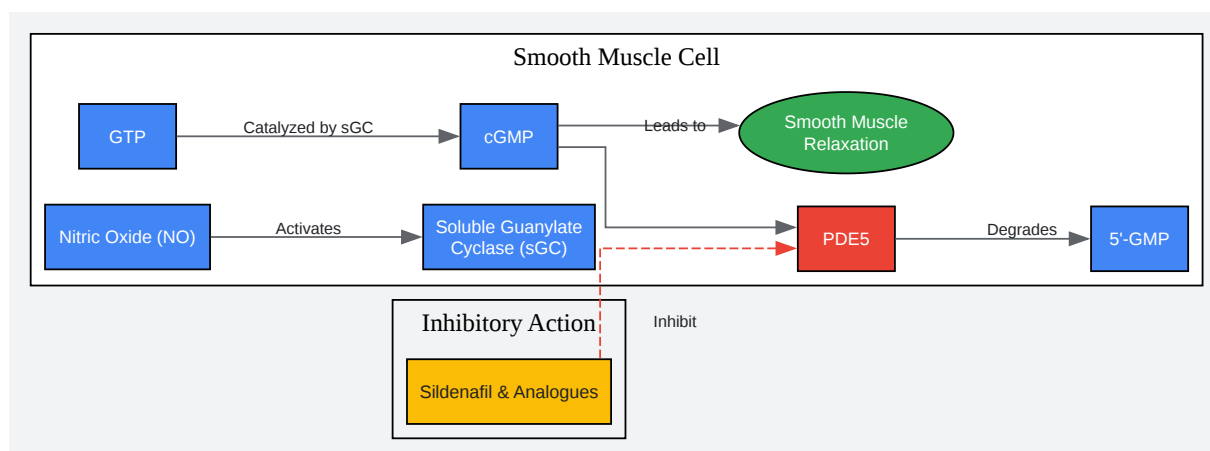 Smooth Muscle Cell
GTP
Catalyzed by sGC
cGMP
Leads to
Smooth Muscle
Relaxation
Nitric Oxide (NO)
Activates
Soluble Guanylate
Cyclase (sGC)
PDE5
Degrades
5'-GMP
Inhibitory Action
Inhibit
Sildenafil & Analogues